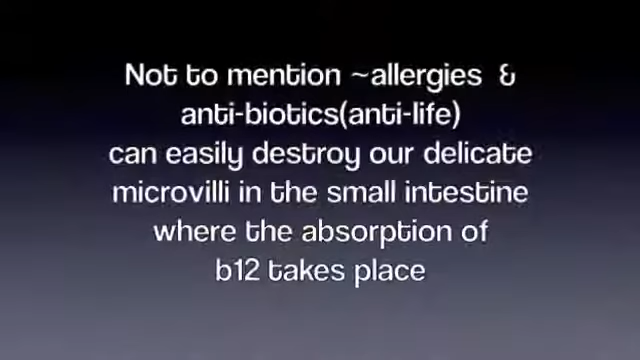 Not to mention ~allergies &
anti-biotics(anti-life)
can easily destroy our delicate
microvilli in the small intestine
where the absorption of
b12 takes place